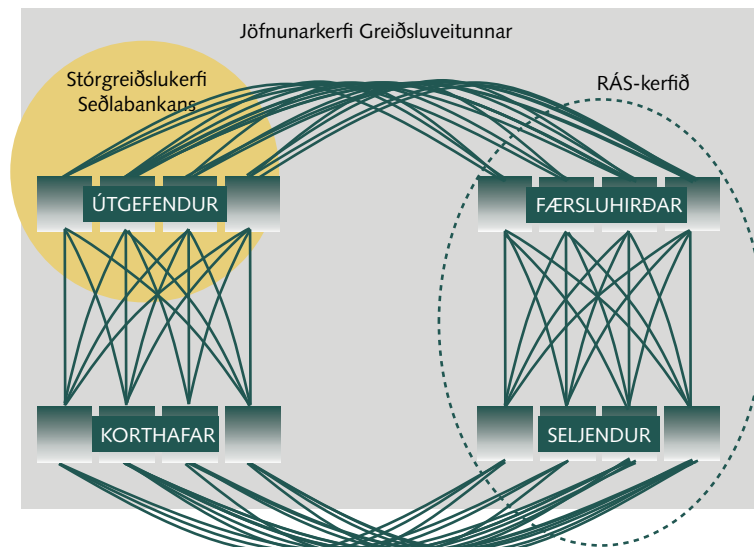 Jöfnunarkerfi Greiðsluveitunnar
Stórgreiðslukerfi
Seðlabankans
RÁS-kerfið
ÚTGEFENDUR
FÆRSLUHIRÐAR
KORTHAFAR
SELJENDUR